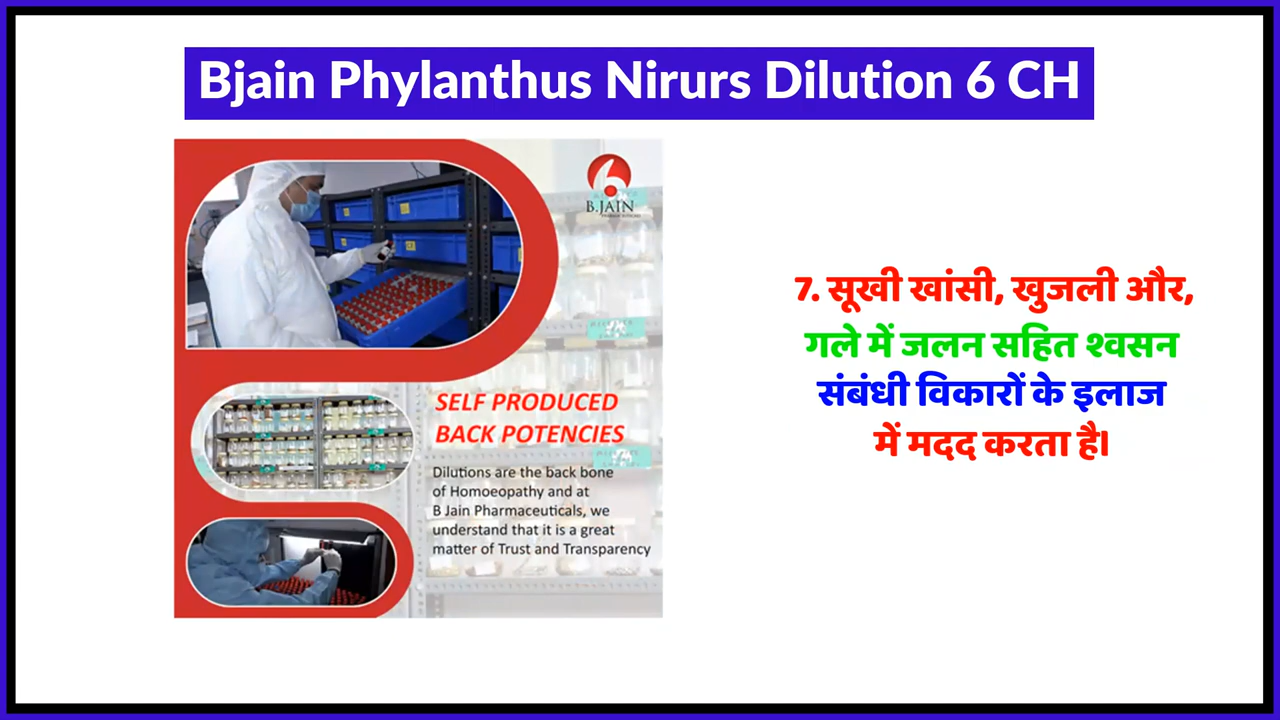 Bjain Phylanthus Nirurs Dilution 6 CH
B.JAIN
SELF PRODUCED
BACK POTENCIES
Dilutions are the back bone
of Homoeopathy and at
B Jain Pharmaceuticals, we
understand that it is a great
matter of Trust and Transparency
7. सूखी खांसी, खुजली और,
गले में जलन सहित श्वसन
संबंधी विकारों के इलाज
में मदद करता है।